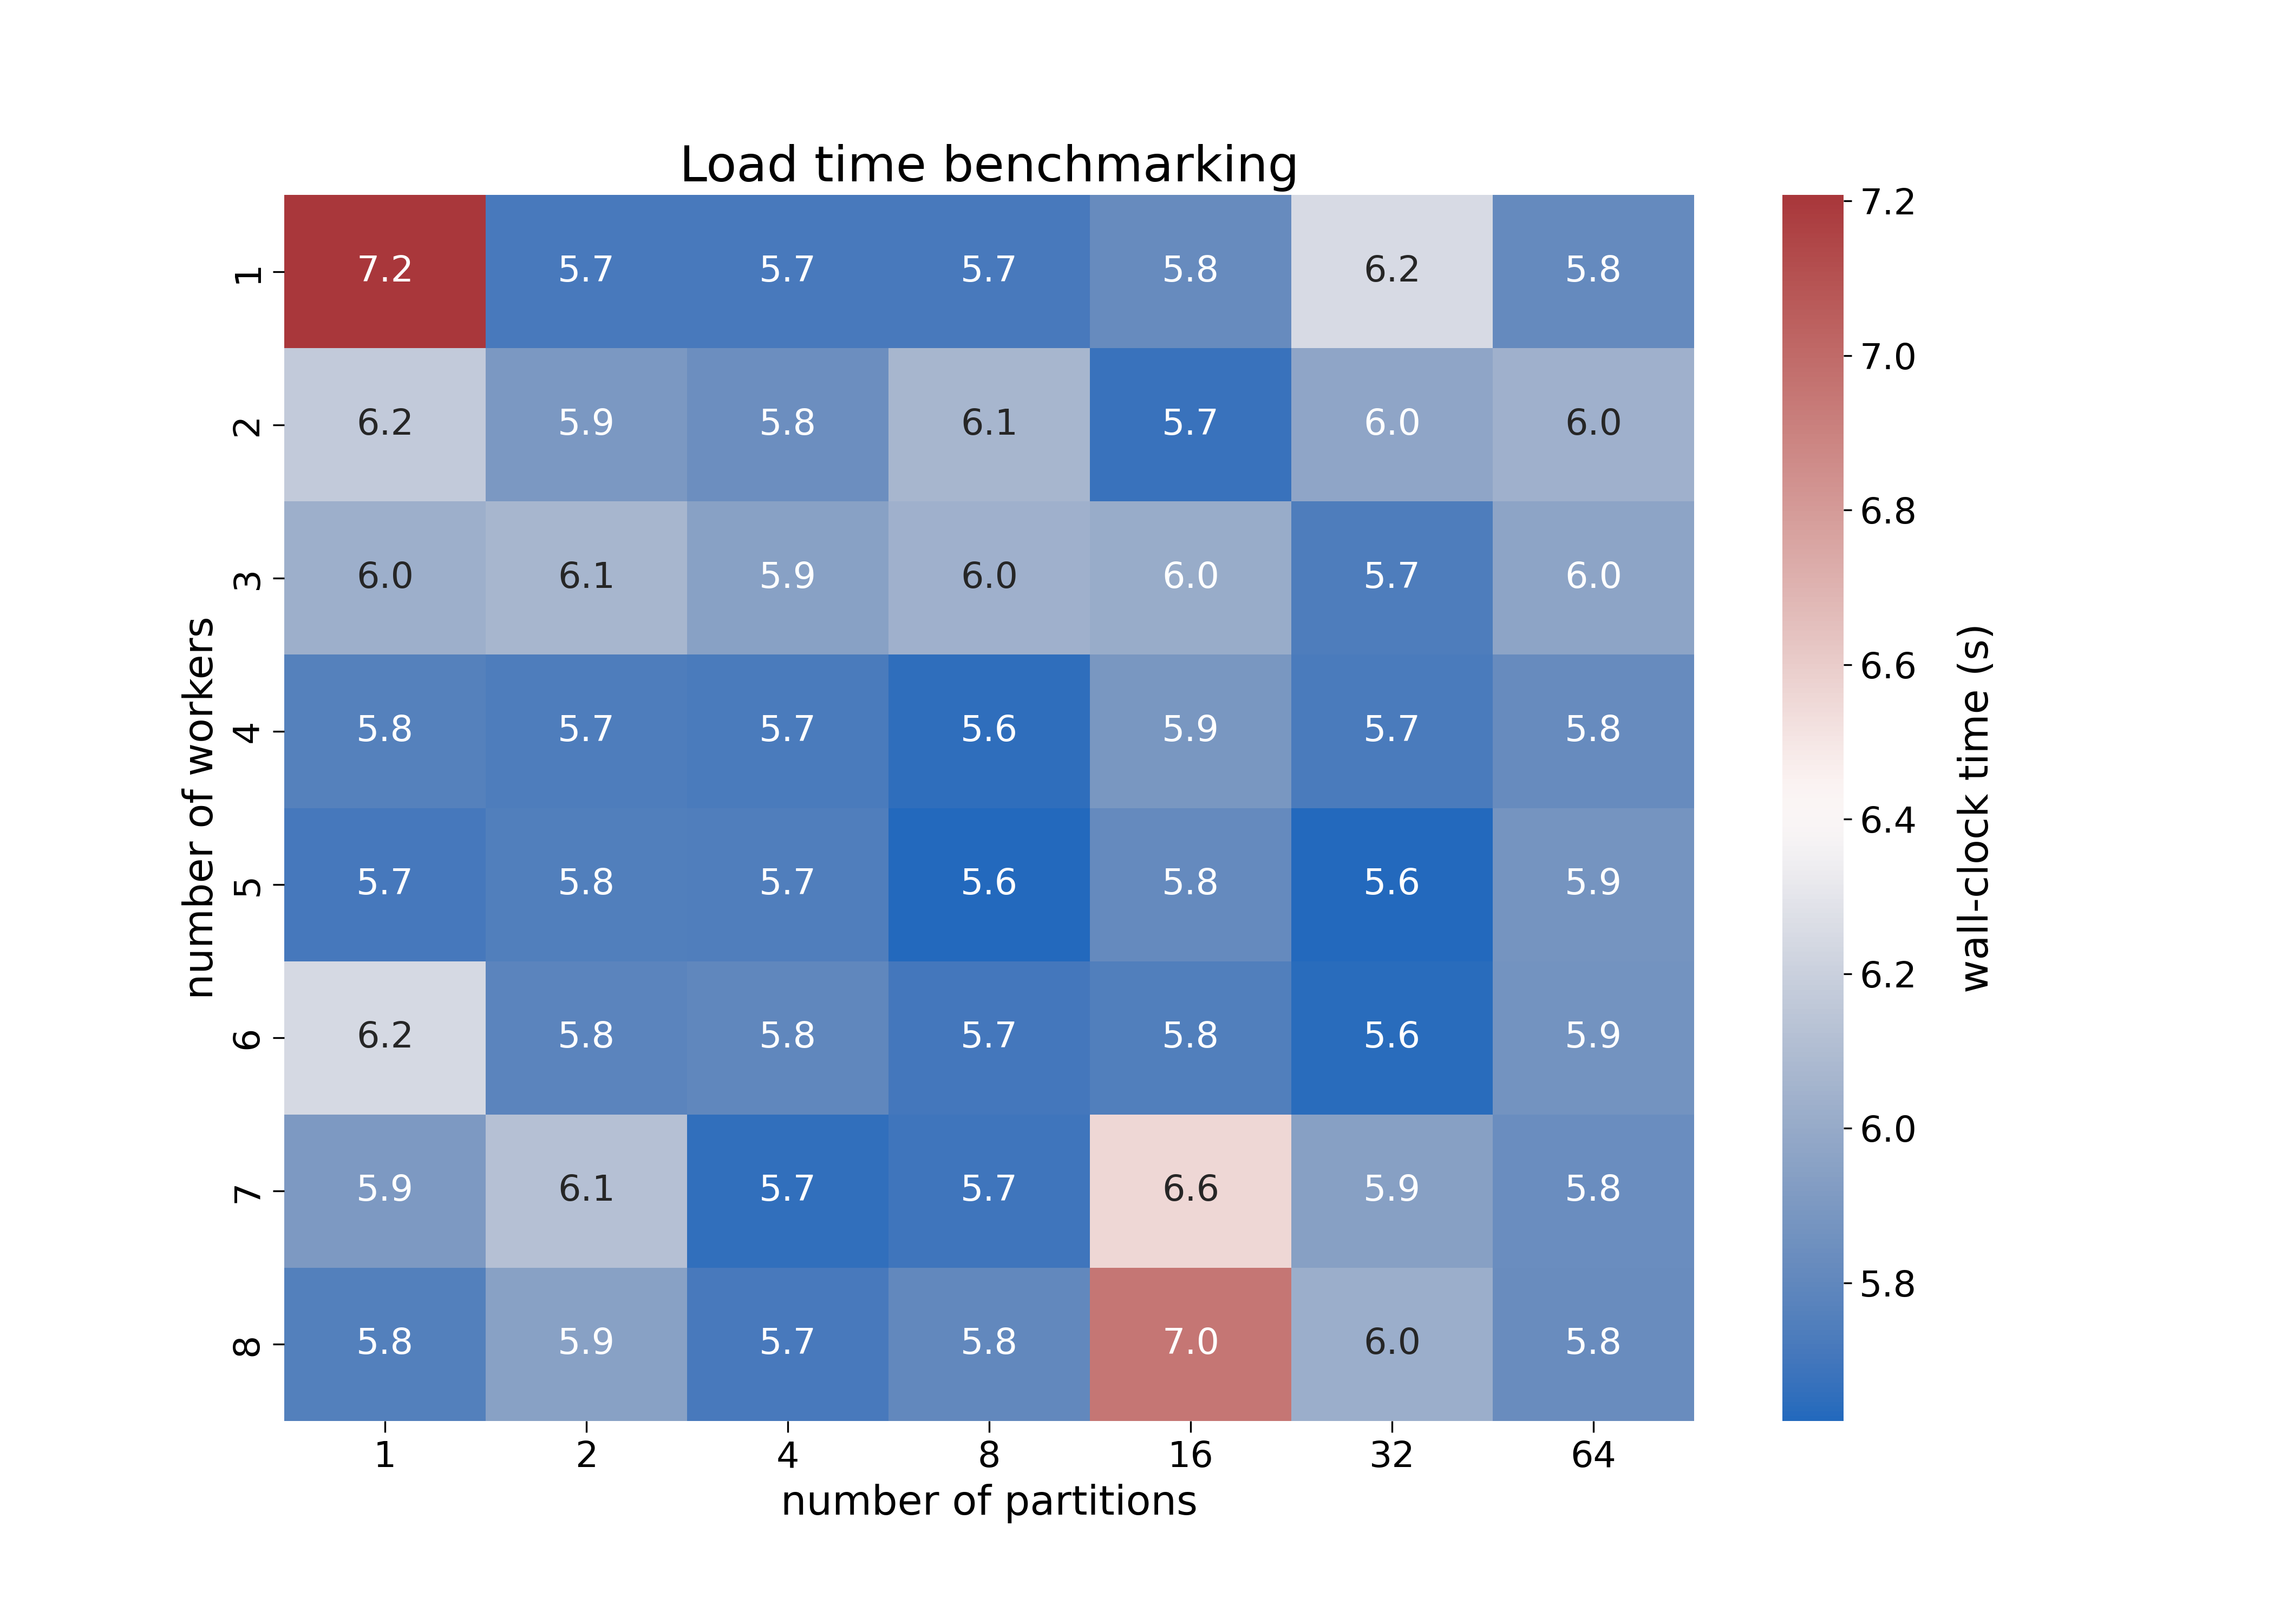 Load time benchmarking
1 7.2 5.7 5.7 5.7 5.8 6.2 5.8
2 6.2 5.9 5.8 6.1 5.7 6.0 6.0
3 6.0 6.1 5.9 6.0 6.0 5.7 6.0
4 5.8 5.7 5.7 5.6 5.9 5.7 5.8
5 5.7 5.8 5.7 5.6 5.8 5.6 5.9
6 6.2 5.8 5.8 5.7 5.8 5.6 5.9
7 5.9 6.1 5.7 5.7 6.6 5.9 5.8
8 5.8 5.9 5.7 5.8 7.0 6.0 5.8
1 2 4 8 16 32 64
number of partitions
number of workers
7.2
7.0
6.8
6.6
6.4
6.2
6.0
5.8
wall-clock time (s)